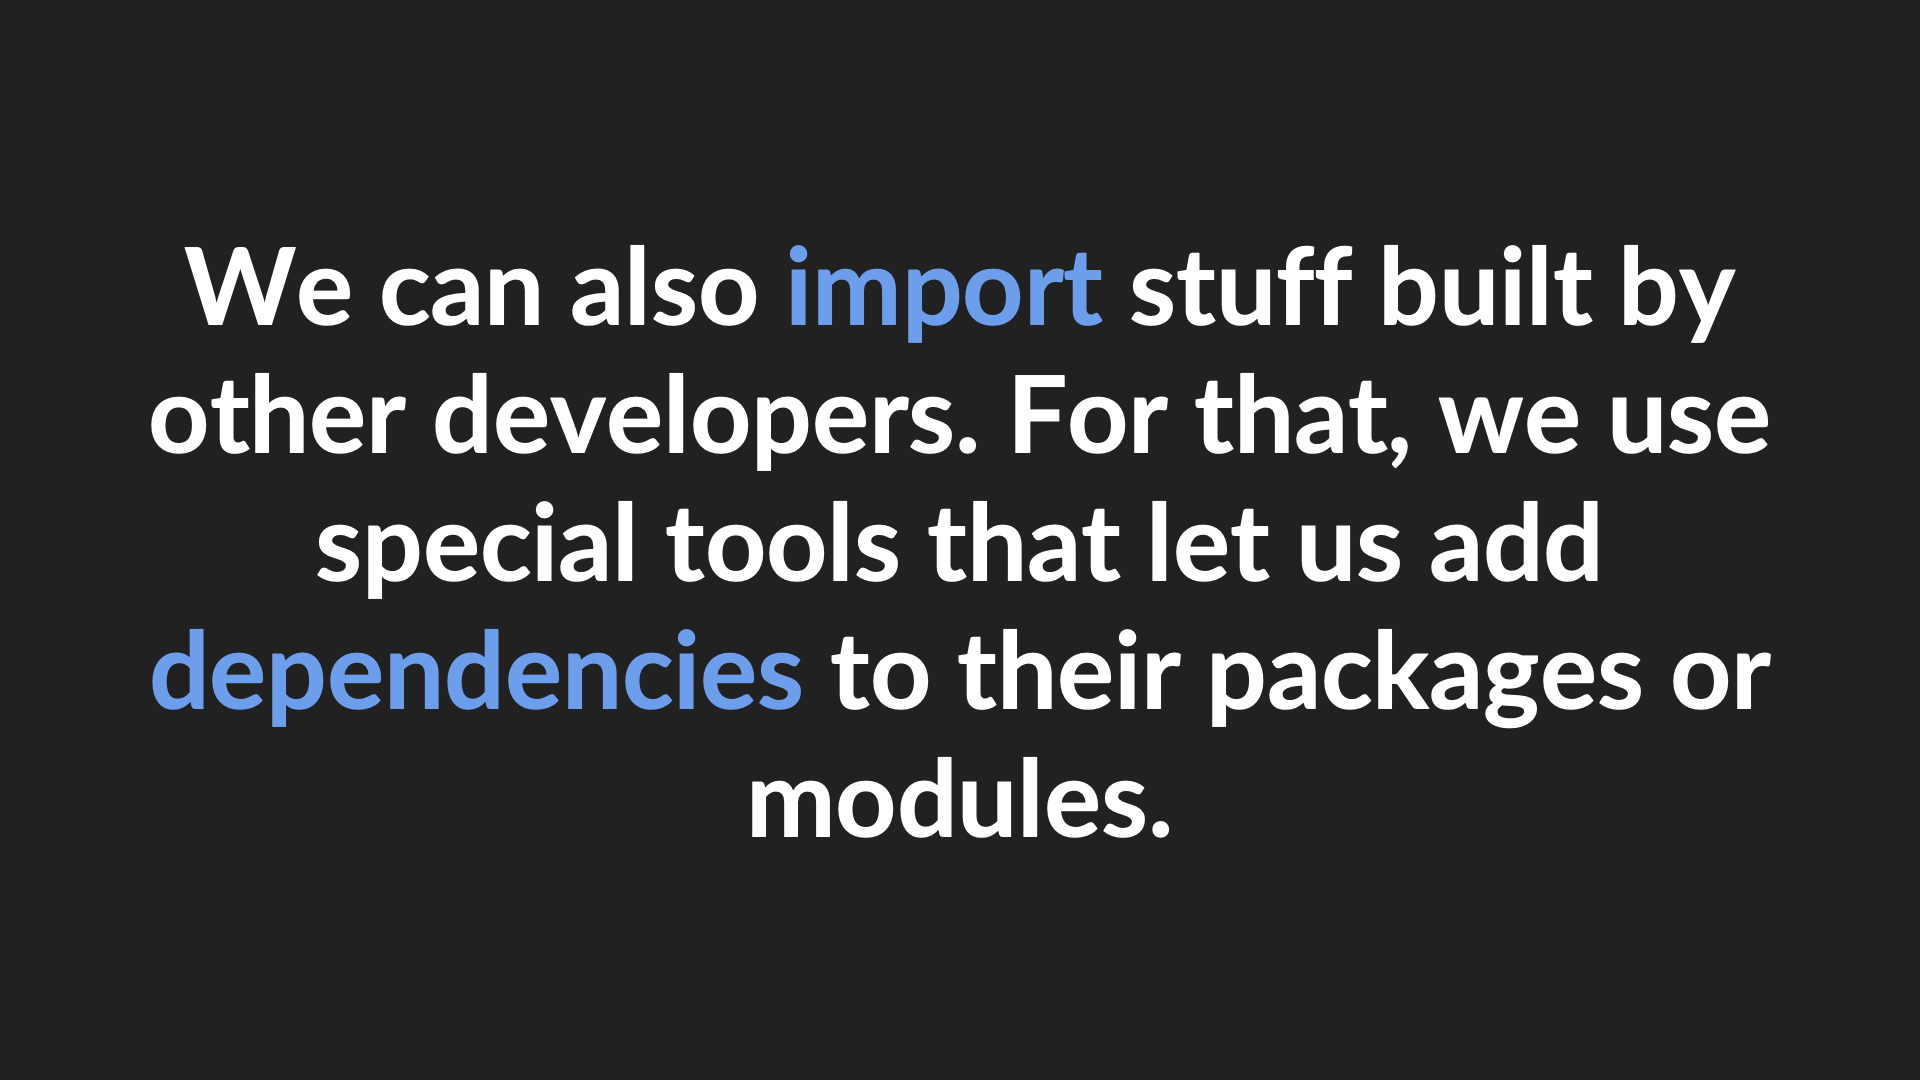 We can also import stuff built by
other developers. For that, we use
special tools that let us add
dependencies to their packages or
modules.